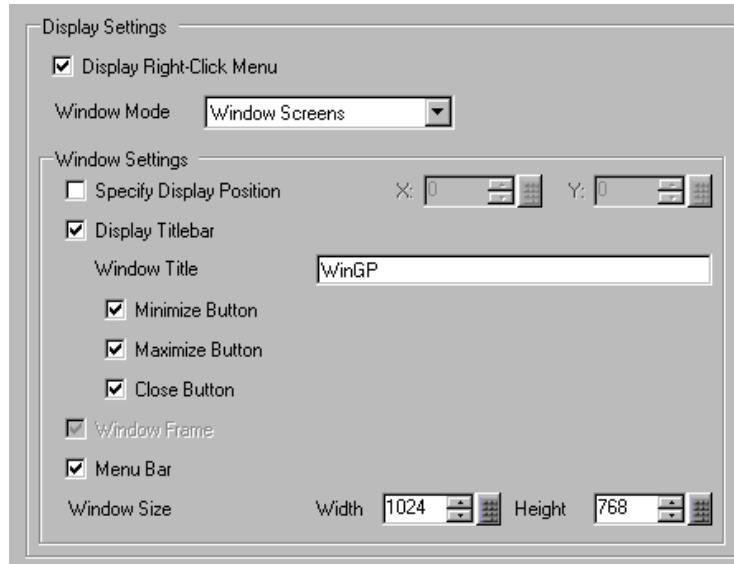 Display Settings
Display Right-Click Menu
Window Mode Window Screens
Window Settings
Specify Display Position X: 0 Y: 0
Display Titlebar
Window Title WinGP
Minimize Button
Maximize Button
Close Button
Window Frame
Menu Bar
Window Size Width 1024 Height 768